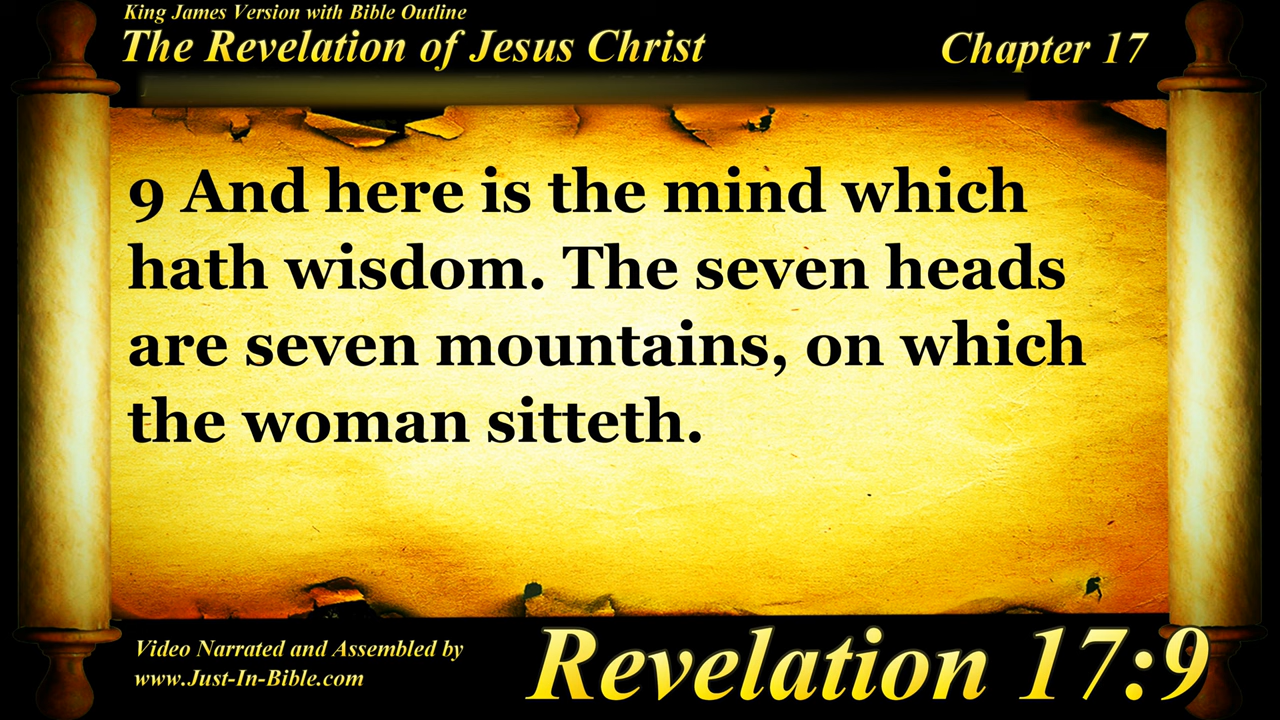 King James Version with Bible Outline
The Revelation of Jesus Christ
Chapter 17
9 And here is the mind which
hath wisdom. The seven heads
are seven mountains, on which
the woman sitteth.
Video Narrated and Assembled by
www.Just-In-Bible.com
Revelation 17:9